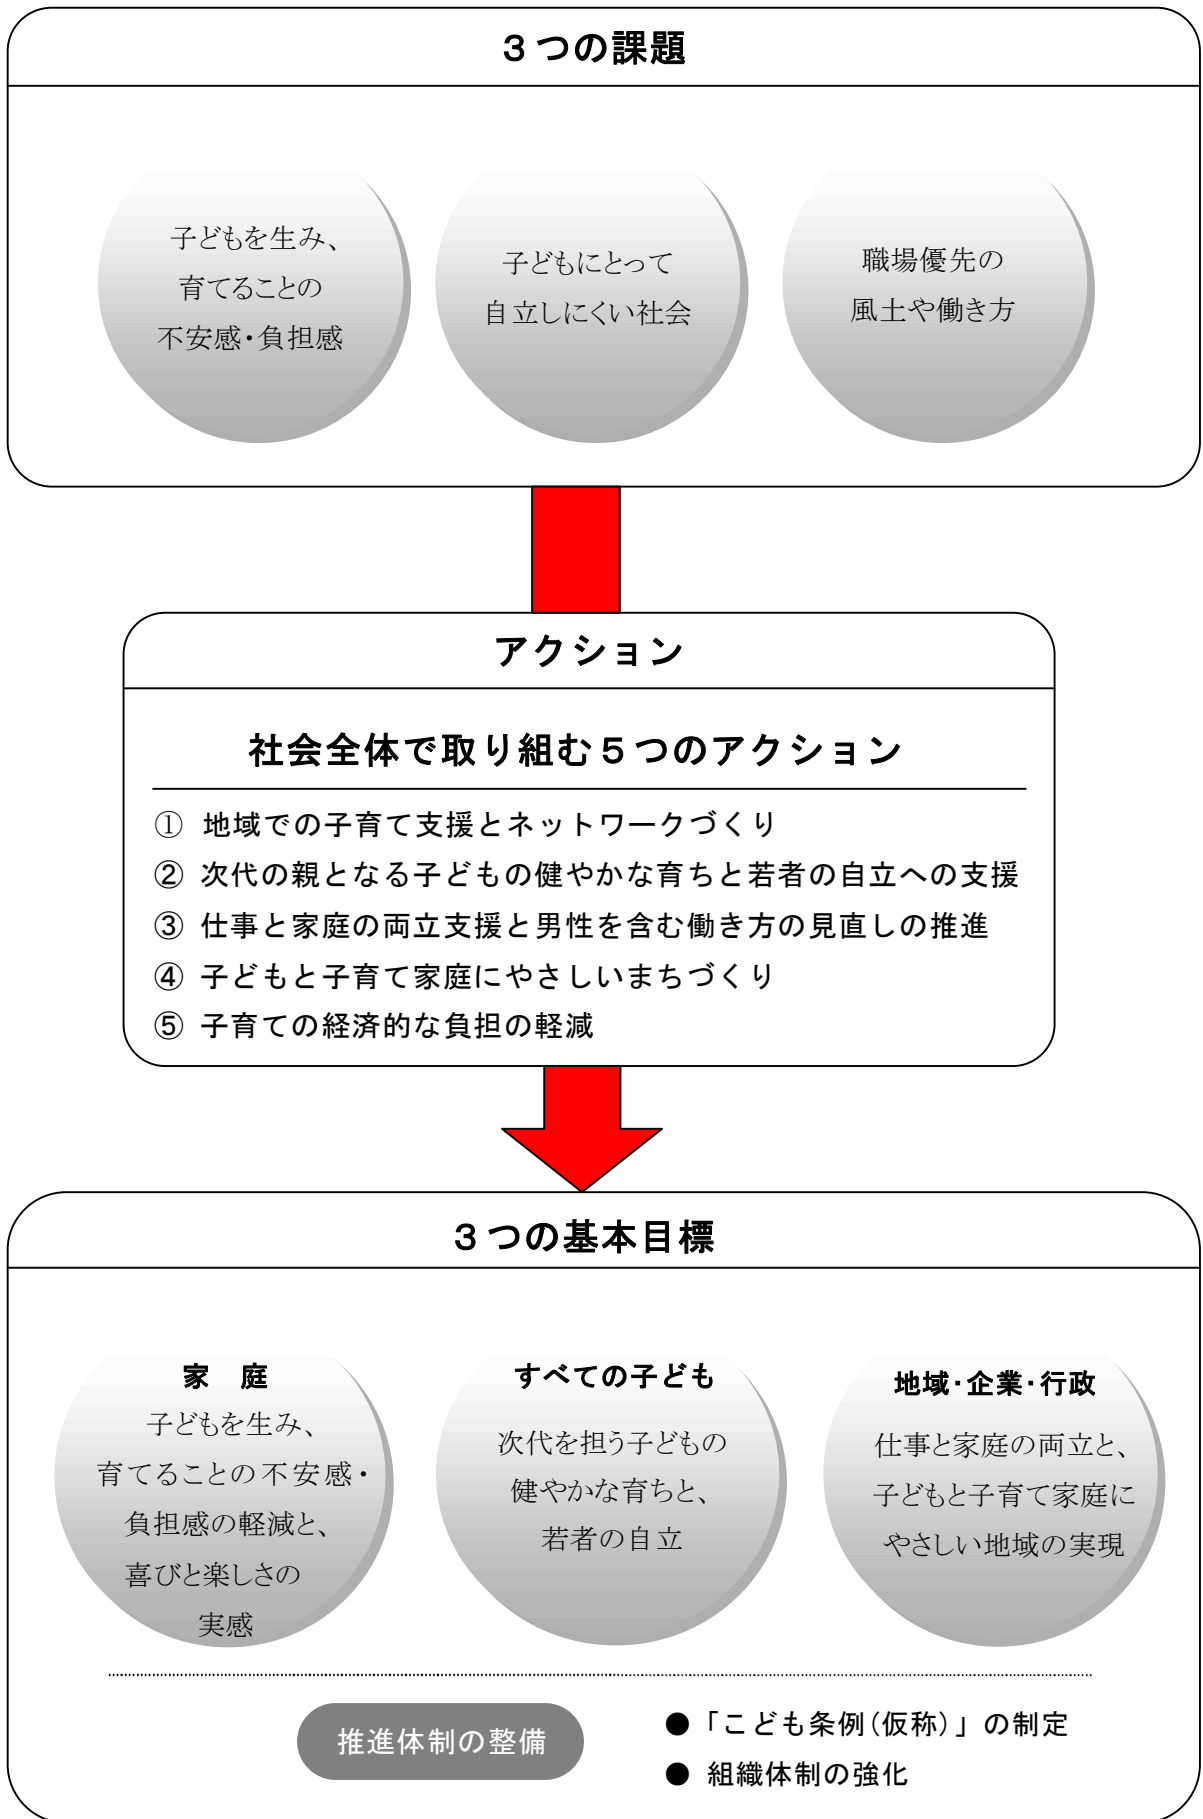 ３つの課題
子どもを生み、
育てることの
不安感・負担感
子どもにとって
自立しにくい社会
職場優先の
風土や働き方
アクション
社会全体で取り組む５つのアクション
① 地域での子育て支援とネットワークづくり
② 次代の親となる子どもの健やかな育ちと若者の自立への支援
③ 仕事と家庭の両立支援と男性を含む働き方の見直しの推進
④ 子どもと子育て家庭にやさしいまちづくり
⑤ 子育ての経済的な負担の軽減
３つの基本目標
家　庭
子どもを生み、
育てることの不安感・
負担感の軽減と、
喜びと楽しさの
実感
すべての子ども
次代を担う子どもの
健やかな育ちと、
若者の自立
地域・企業・行政
仕事と家庭の両立と、
子どもと子育て家庭に
やさしい地域の実現
推進体制の整備
● 「こども条例(仮称)」の制定
● 組織体制の強化